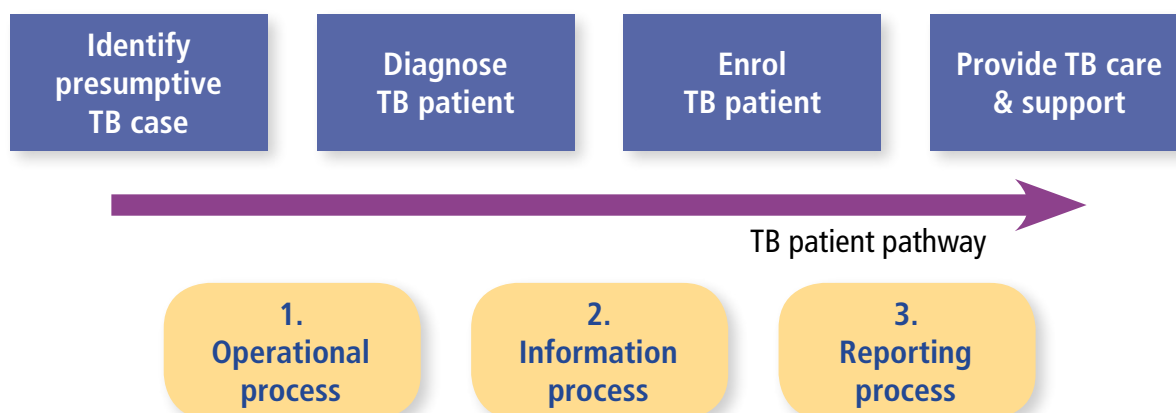 Identify
presumptive
TB case
Diagnose
TB patient
Enrol
TB patient
Provide TB care
& support
TB patient pathway
1.
Operational
process
2.
Information
process
3.
Reporting
process